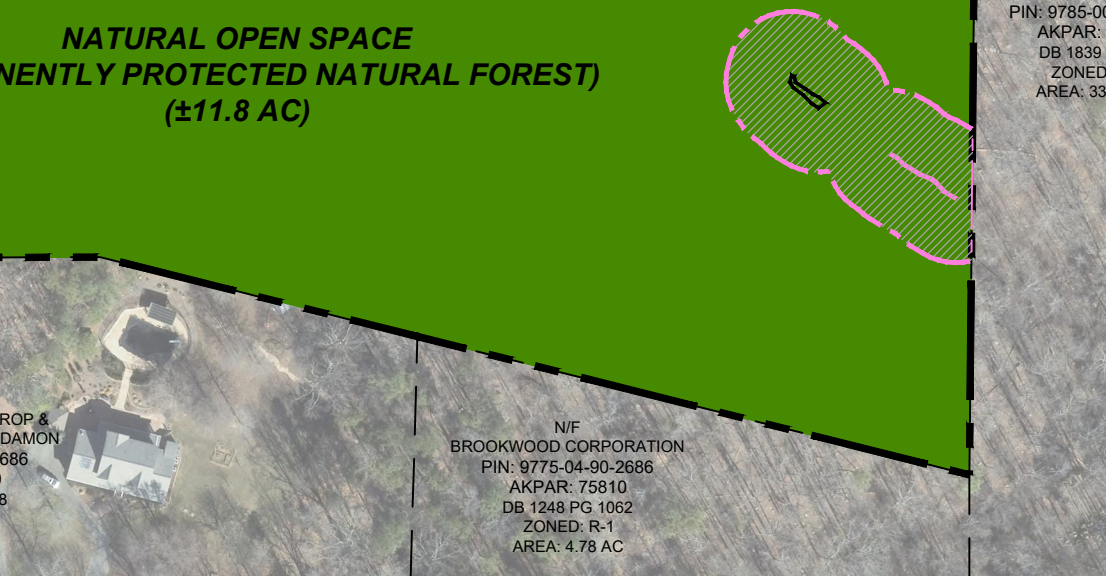 NATURAL OPEN SPACE
NENTLY PROTECTED NATURAL FOREST)
(±11.8 AC)
PIN: 9785-00
AKPAR:
DB 1839
ZONED
AREA: 33
ROP &
DAMON
686
8
N/F
BROOKWOOD CORPORATION
PIN: 9775-04-90-2686
AKPAR: 75810
DB 1248 PG 1062
ZONED: R-1
AREA: 4.78 AC